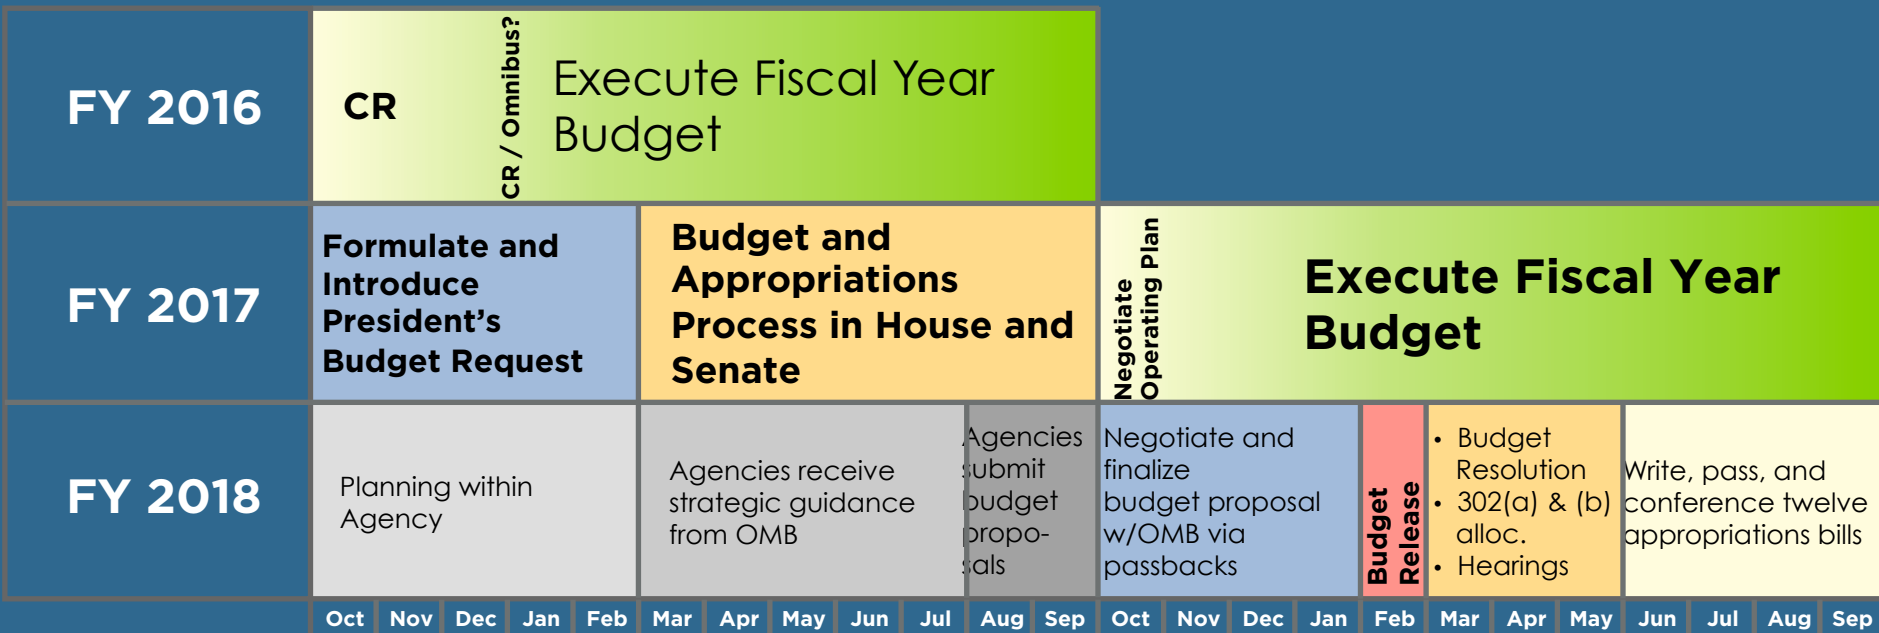 FY 2016
CR
CR / Omnibus?
Execute Fiscal Year
Budget
FY 2017
Formulate and
Introduce
President’s
Budget Request
Budget and
Appropriations
Process in House and
Senate
Negotiate
Operating Plan
Execute Fiscal Year
Budget
FY 2018
Planning within
Agency
Agencies receive
strategic guidance
from OMB
Agencies
submit
budget
propo-
sals
Negotiate and
finalize
budget proposal
w/OMB via
passbacks
Budget
Release
• Budget
Resolution
• 302(a) & (b)
alloc.
• Hearings
Write, pass, and
conference twelve
appropriations bills
Oct Nov Dec Jan Feb Mar Apr May Jun Jul Aug Sep Oct Nov Dec Jan Feb Mar Apr May Jun Jul Aug Sep